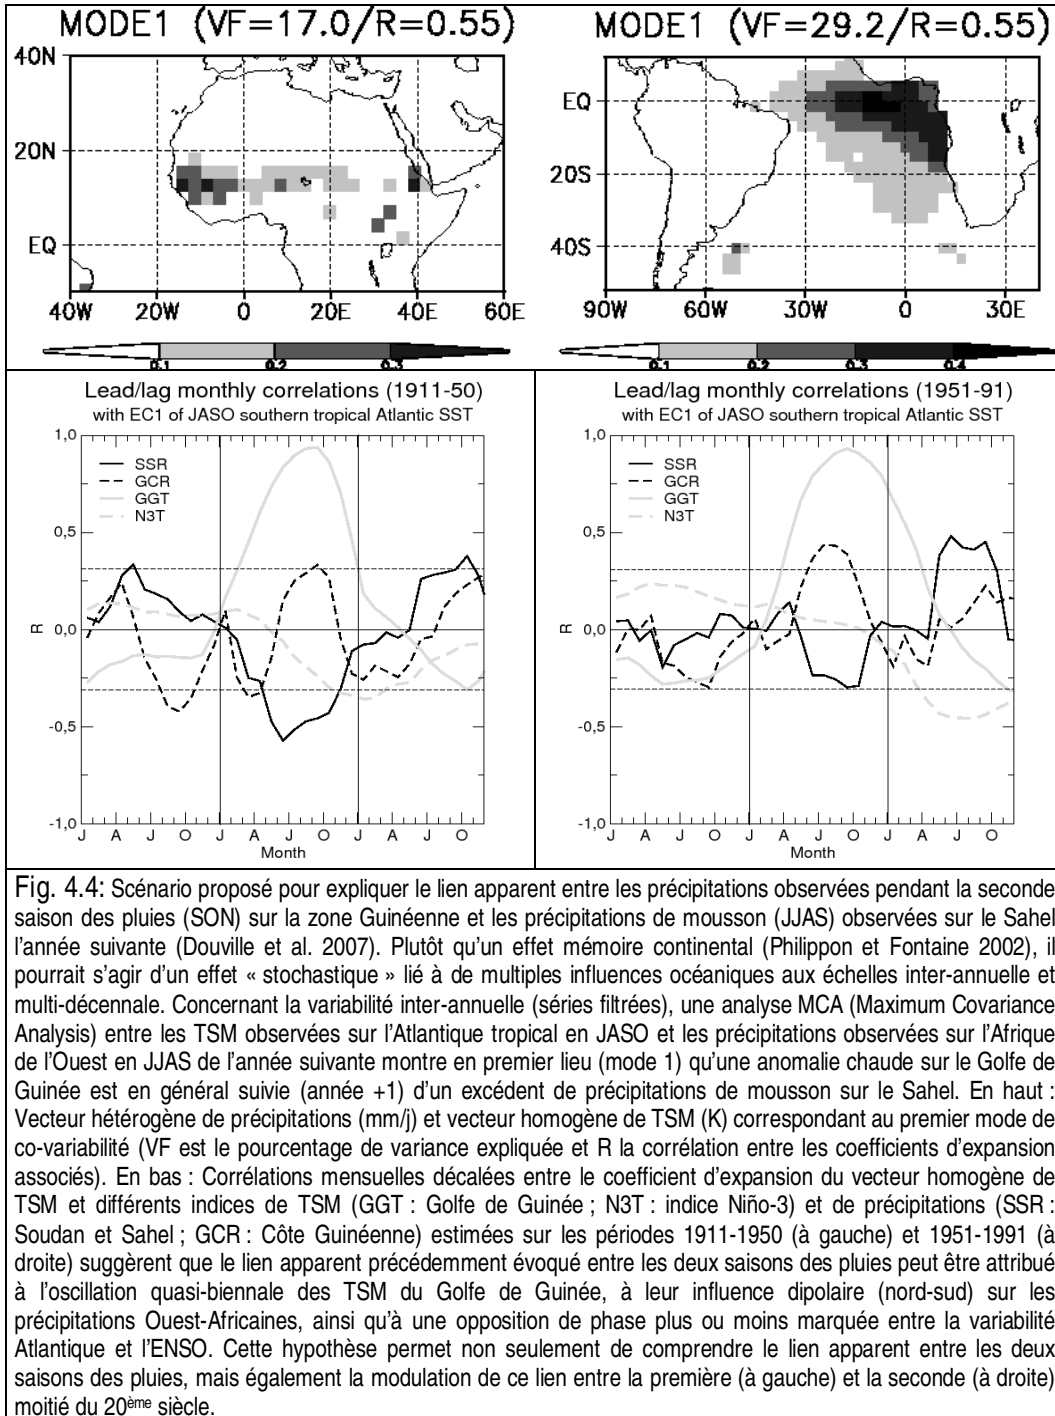 MODE1 (VF=17.0/R=0.55)
40N
20N
EQ
40W 20W 0 20E 40E 60E
0.1 0.2 0.3
MODE1 (VF=29.2/R=0.55)
EQ
20S
40S
90W 60W 30W 0 30E
0.1 0.2 0.3 0.4
Lead/lag monthly correlations (1911-50)
with EC1 of JASO southern tropical Atlantic SST
1,0
0,5
0,0
-0,5
-1,0
R
SSR
GCR
GGT
N3T
J A J O J A J O J A J O
Month
Lead/lag monthly correlations (1951-91)
with EC1 of JASO southern tropical Atlantic SST
1,0
0,5
0,0
-0,5
-1,0
R
SSR
GCR
GGT
N3T
J A J O J A J O J A J O
Month
Fig. 4.4: Scénario proposé pour expliquer le lien apparent entre les précipitations observées pendant la seconde
saison des pluies (SON) sur la zone Guinéenne et les précipitations de mousson (JJAS) observées sur le Sahel
l'année suivante (Douville et al. 2007). Plutôt qu'un effet mémoire continental (Philippon et Fontaine 2002), il
pourrait s'agir d'un effet « stochastique » lié à de multiples influences océaniques aux échelles inter-annuelle et
multi-décennale. Concernant la variabilité inter-annuelle (séries filtrées), une analyse MCA (Maximum Covariance
Analysis) entre les TSM observées sur l'Atlantique tropical en JASO et les précipitations observées sur l'Afrique
de l'Ouest en JJAS de l'année suivante montre en premier lieu (mode 1) qu'une anomalie chaude sur le Golfe de
Guinée est en général suivie (année +1) d'un excédent de précipitations de mousson sur le Sahel. En haut :
Vecteur hétérogène de précipitations (mm/j) et vecteur homogène de TSM (K) correspondant au premier mode de
co-variabilité (VF est le pourcentage de variance expliquée et R la corrélation entre les coefficients d'expansion
associés). En bas : Corrélations mensuelles décalées entre le coefficient d'expansion du vecteur homogène de
TSM et différents indices de TSM (GGT : Golfe de Guinée ; N3T : indice Niño-3) et de précipitations (SSR :
Soudan et Sahel ; GCR : Côte Guinéenne) estimées sur les périodes 1911-1950 (à gauche) et 1951-1991 (à
droite) suggèrent que le lien apparent précédemment évoqué entre les deux saisons des pluies peut être attribué
à l'oscillation quasi-biennale des TSM du Golfe de Guinée, à leur influence dipolaire (nord-sud) sur les
précipitations Ouest-Africaines, ainsi qu'à une opposition de phase plus ou moins marquée entre la variabilité
Atlantique et l'ENSO. Cette hypothèse permet non seulement de comprendre le lien apparent entre les deux
saisons des pluies, mais également la modulation de ce lien entre la première (à gauche) et la seconde (à droite)
moitié du 20ème siècle.